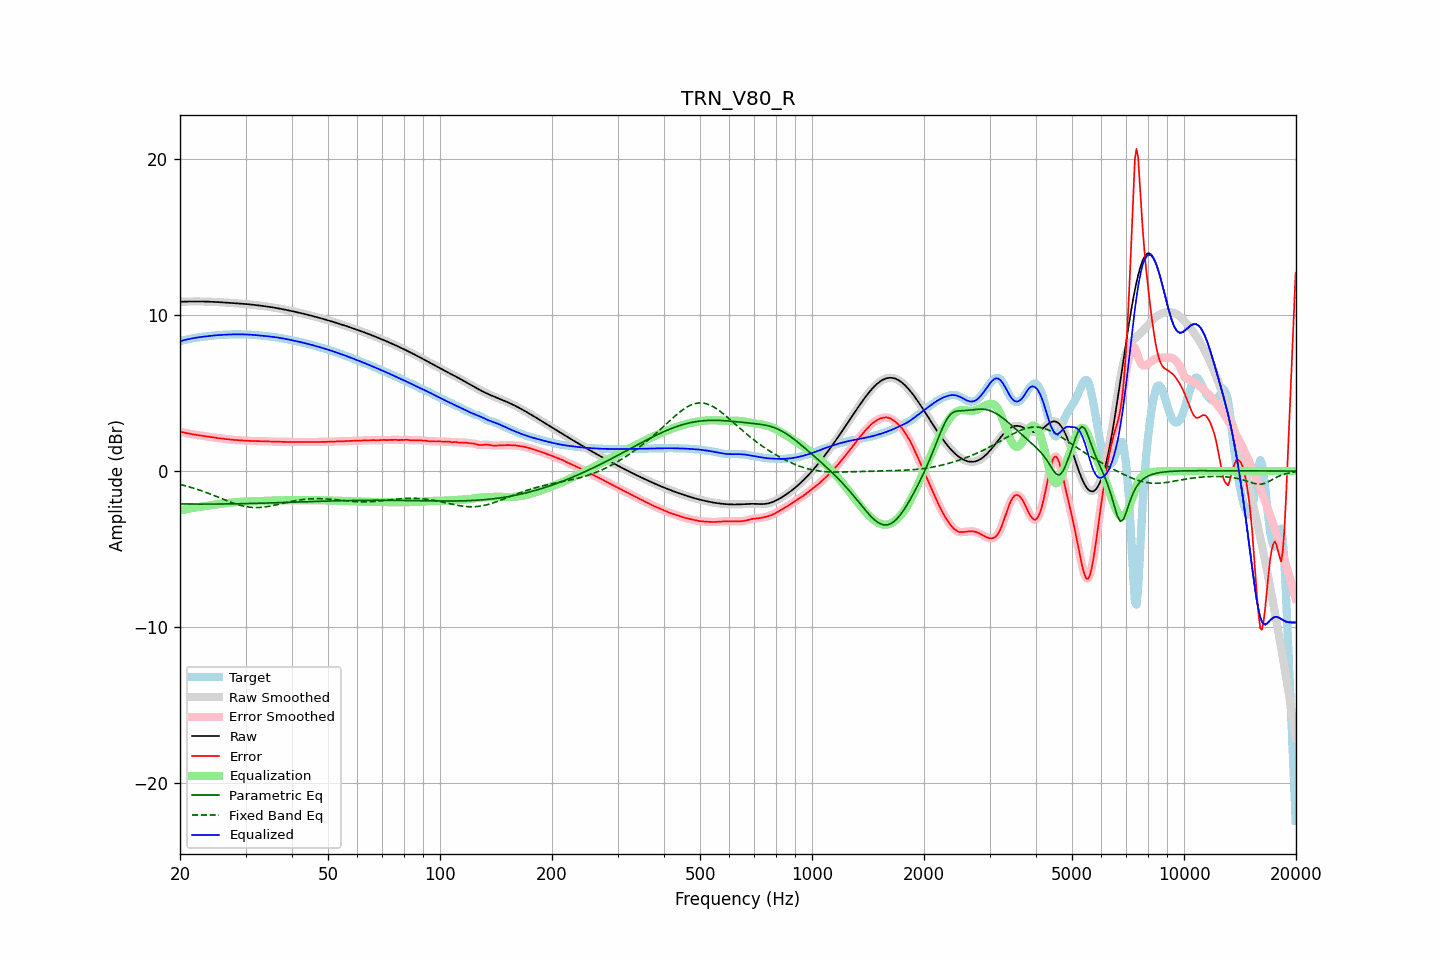 TRN_V80_R
20
10
0
−10
−20
Amplitude (dBr)
Target
Raw Smoothed
Error Smoothed
Raw
Error
Equalization
Parametric Eq
Fixed Band Eq
Equalized
20 50 100 200 500 1000 2000 5000 10000 20000
Frequency (Hz)